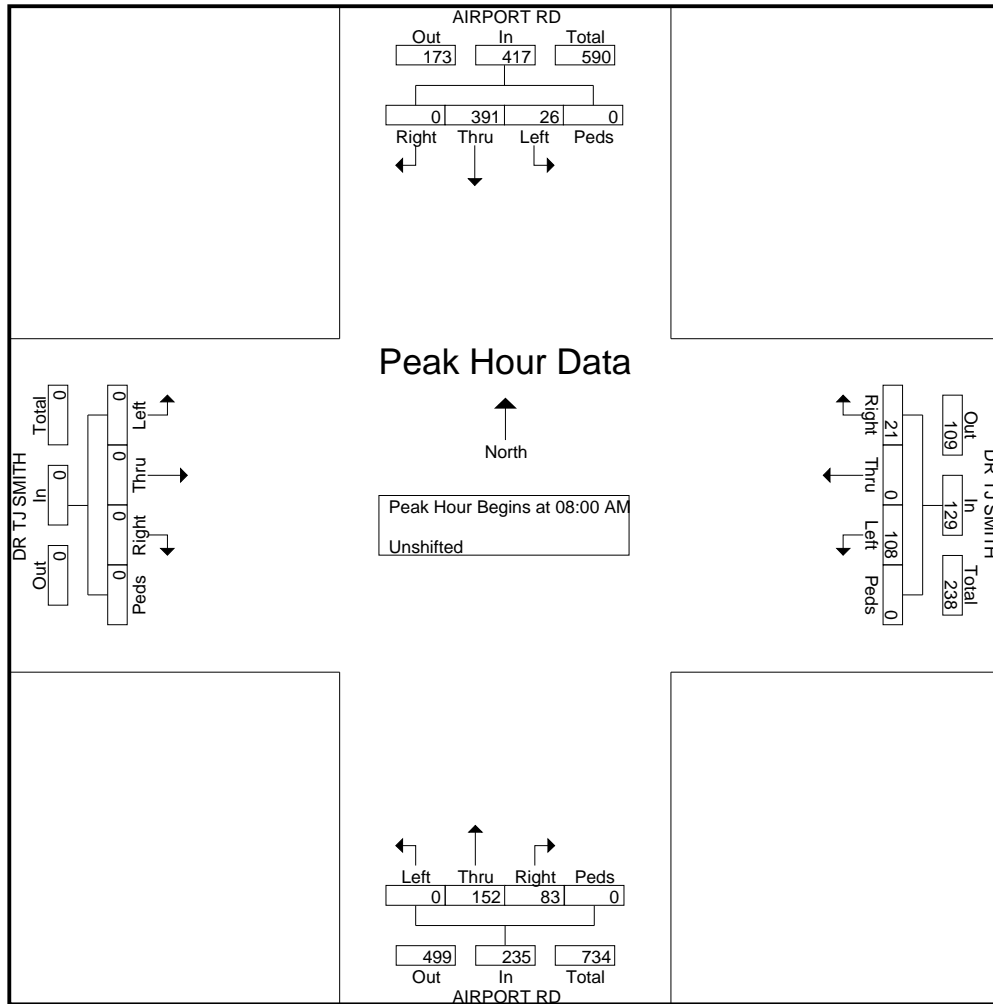 AIRPORT RD
Out In Total
173 417 590
0 391 26 0
Right Thru Left Peds
Peak Hour Data
North
Peak Hour Begins at 08:00 AM
Unshifted
DR TJ SMITH
Out In Total
0 0 0
0 0 0 0
Peds Right Thru Left
DR TJ SMITH
Out In Total
109 129 238
21 0 108 0
Right Thru Left Peds
Left Thru Right Peds
0 152 83 0
499 235 734
Out In Total
AIRPORT RD